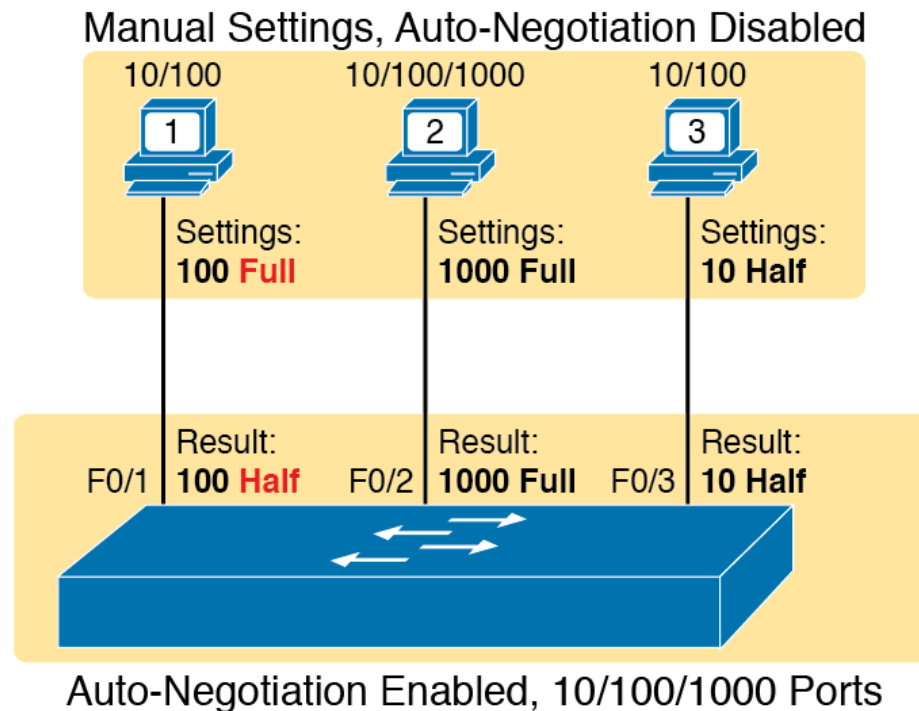 Manual Settings, Auto-Negotiation Disabled
10/100 10/100/1000 10/100
1 2 3
Settings: Settings: Settings:
100 Full 1000 Full 10 Half
Result: Result: Result:
F0/1 100 Half F0/2 1000 Full F0/3 10 Half
Auto-Negotiation Enabled, 10/100/1000 Ports